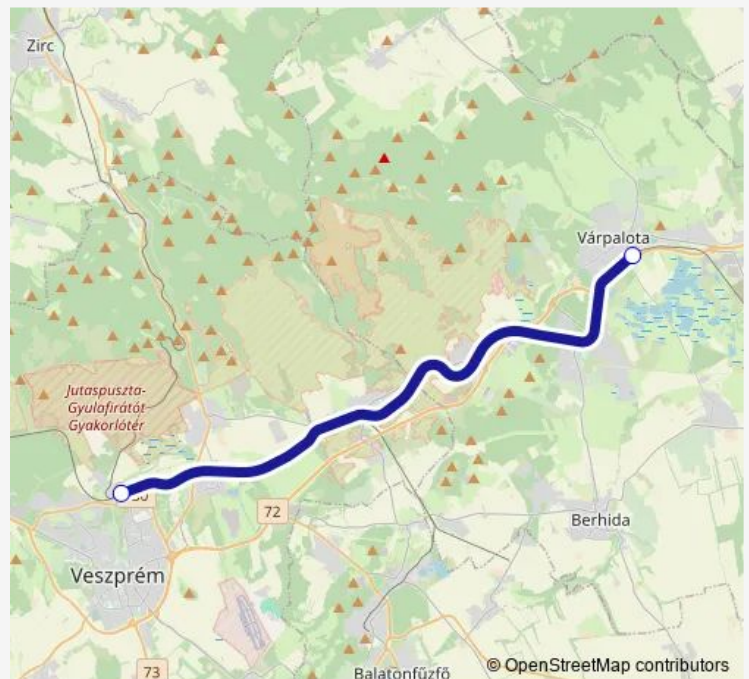 Zirc
Várpalota
Jutaspuszta-
Gyulafirátót
Gyakorlótér
72
Berhida
Veszprém
73
Balatonfűzfő
© OpenStreetMap contributors